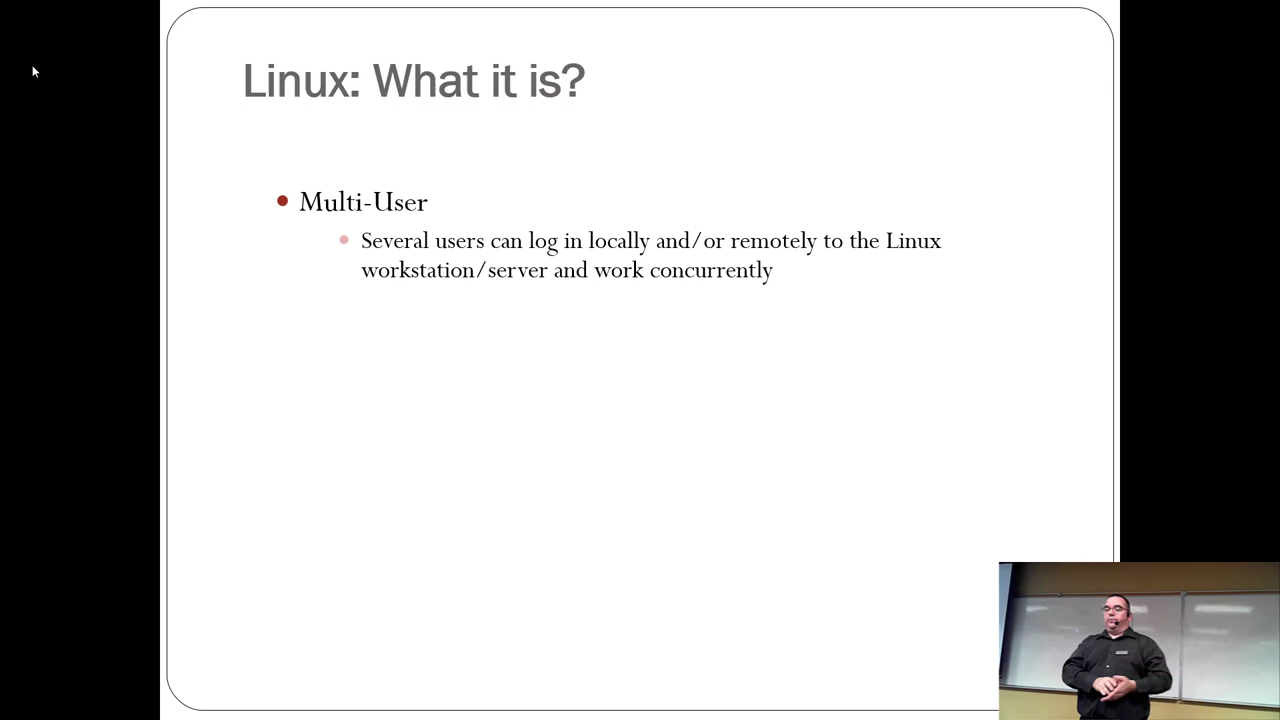 Linux: What it is?
Multi-User
Several users can log in locally and/or remotely to the Linux
workstation/server and work concurrently